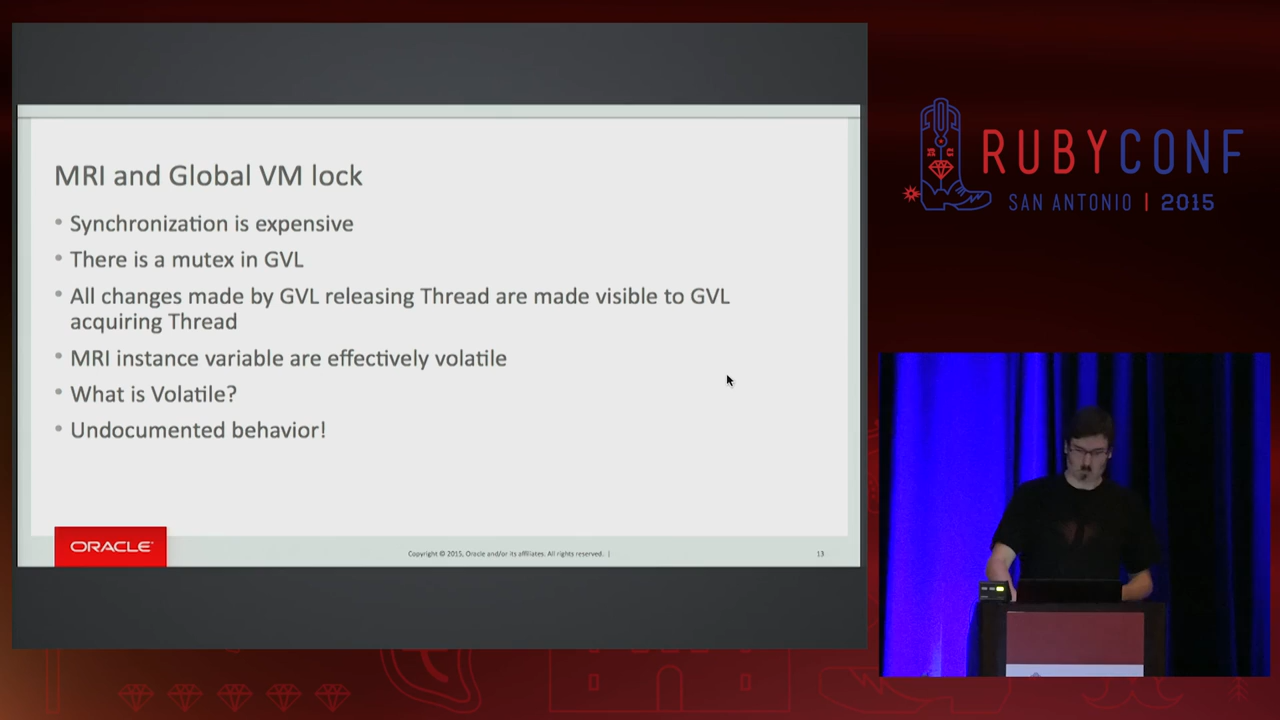 MRI and Global VM lock
• Synchronization is expensive
• There is a mutex in GVL
• All changes made by GVL releasing Thread are made visible to GVL
acquiring Thread
• MRI instance variable are effectively volatile
• What is Volatile?
• Undocumented behavior!
ORACLE
Copyright © 2015, Oracle and/or its affiliates. All rights reserved. |
13
RUBYCONF
SAN ANTONIO | 2015